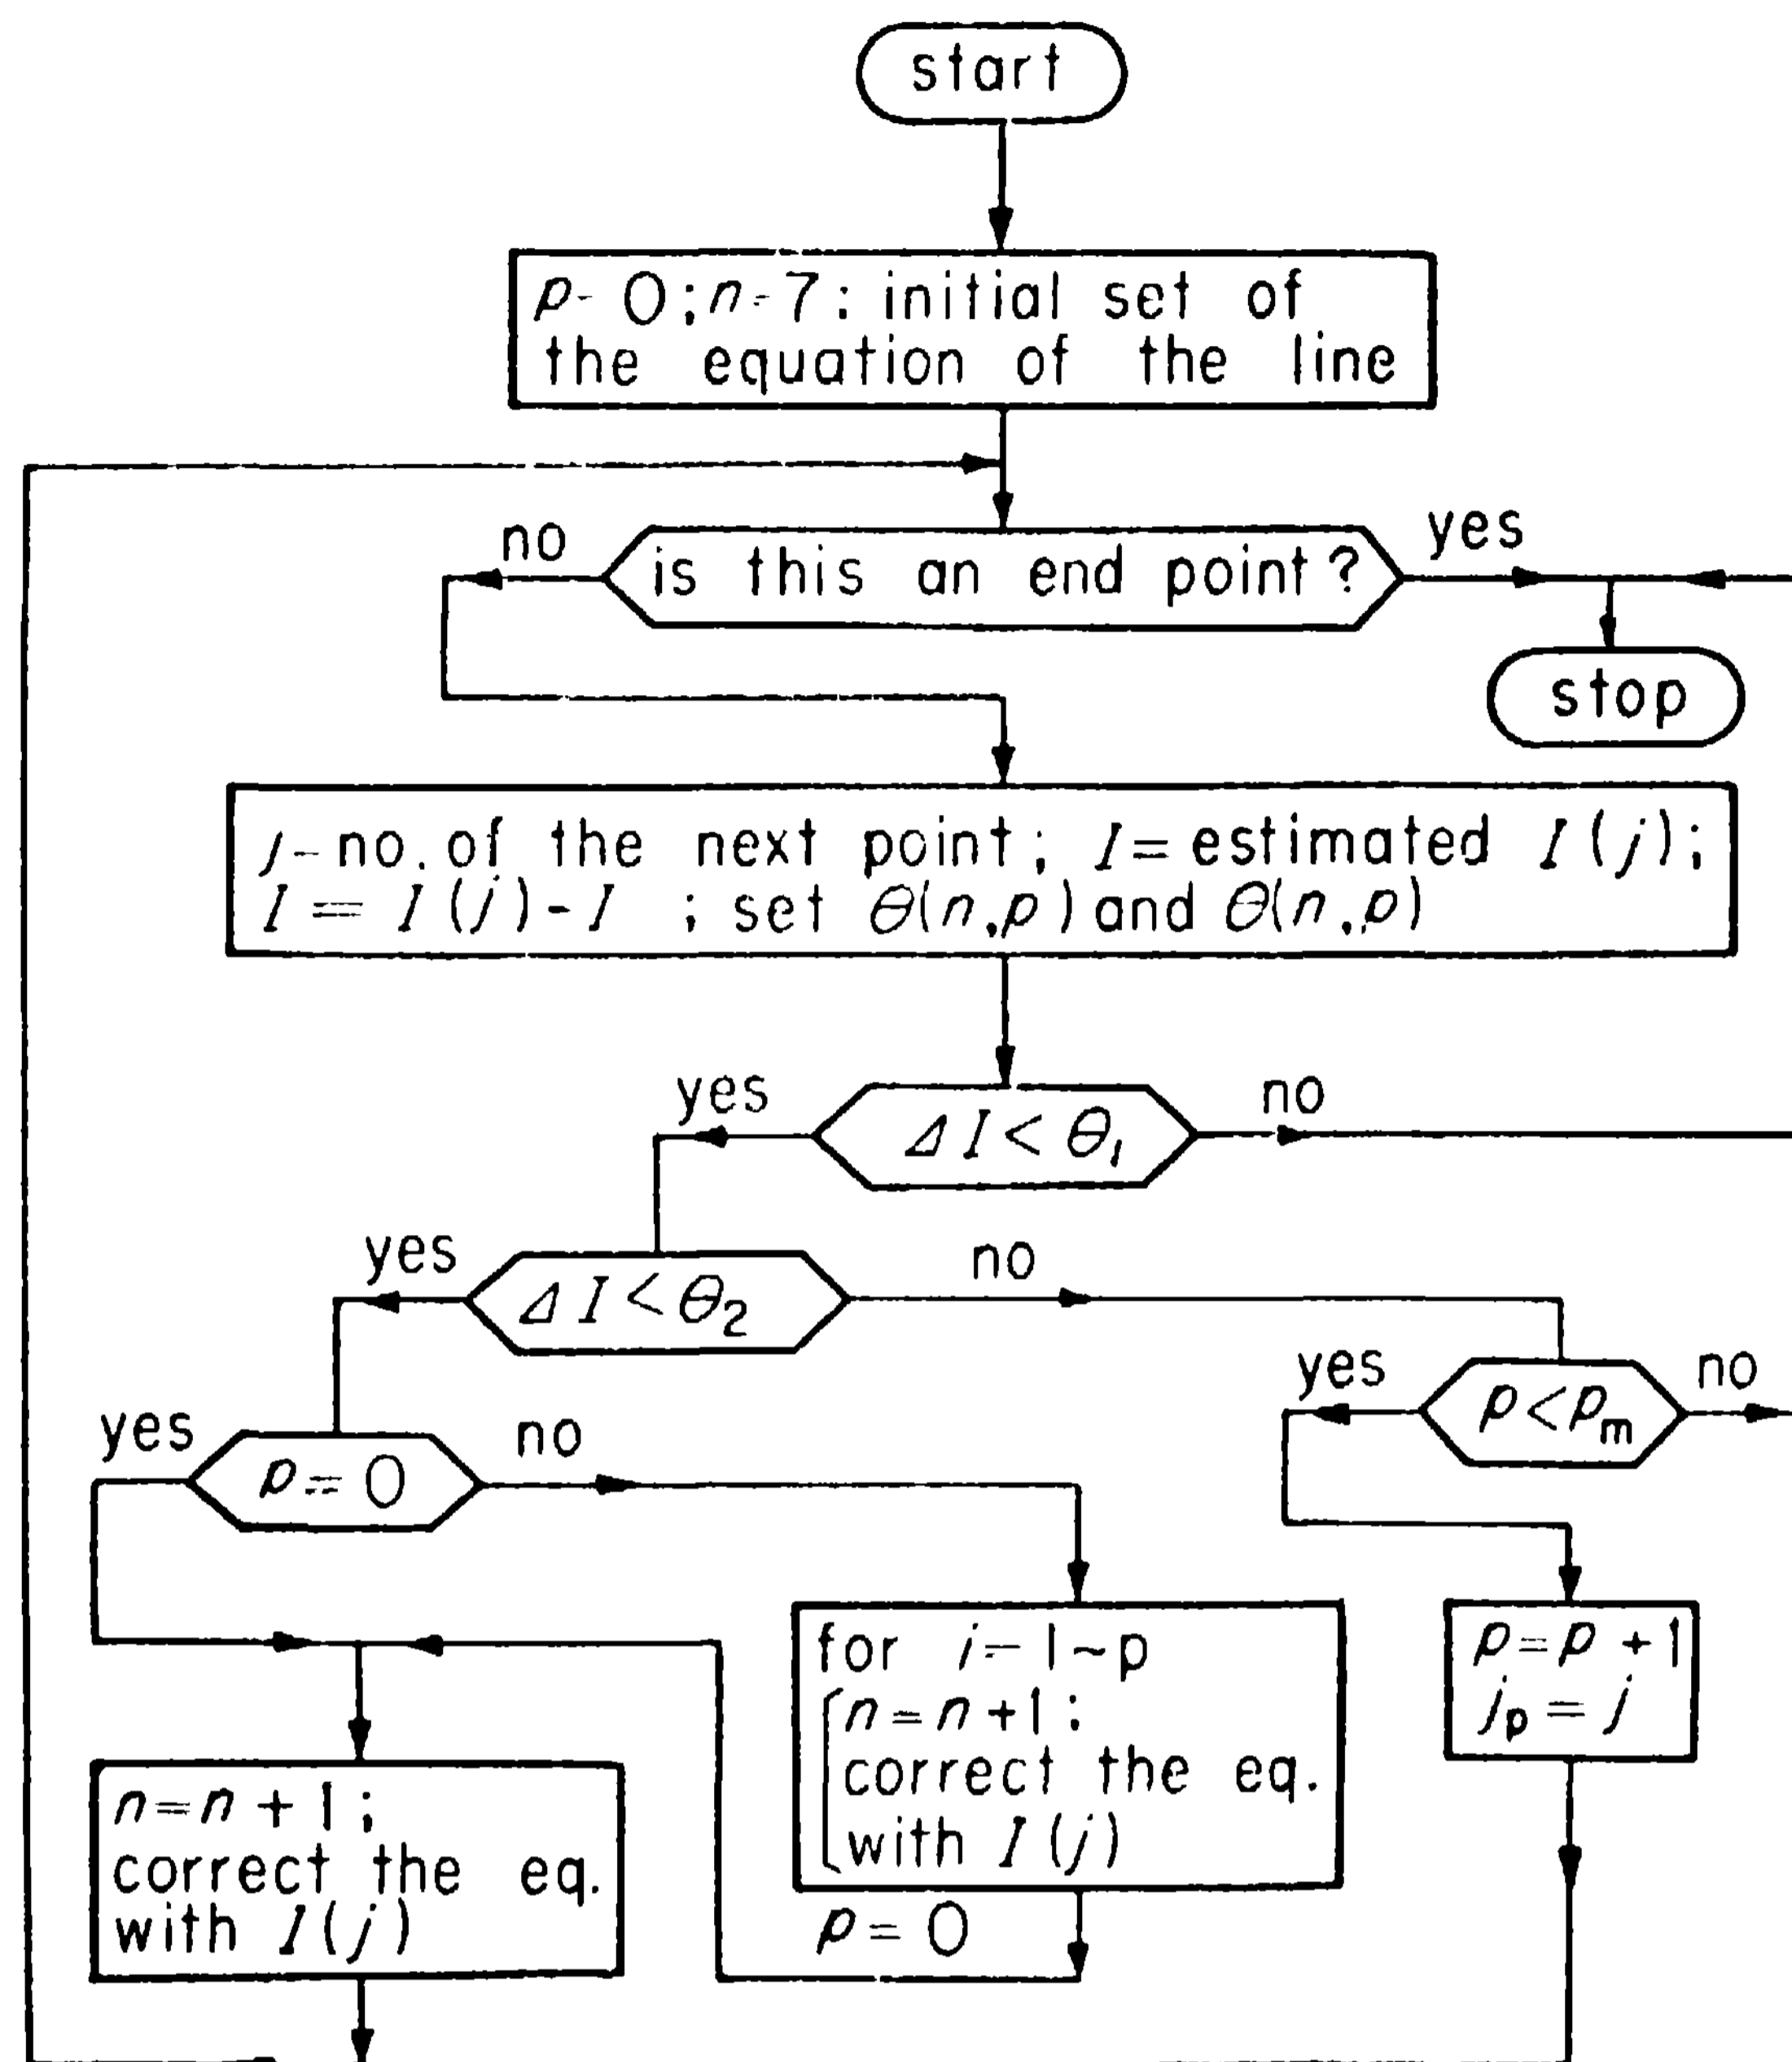 start
p= 0;n=7: initial set of
the equation of the line
no
is this an end point?
yes
stop
j=no. of the next point; I=estimated I(j);
I = I(j)-I ; set θ(n,p) and θ(n,p)
yes
ΔI<θ₁
no
yes
ΔI<θ₂
no
yes
p<pₘ
no
yes
p=0
no
for i=1~p
n=n+1:
correct the eq.
with I(j)
p=p+1
jₚ=j
n=n+1;
correct the eq.
with I(j)
p=0